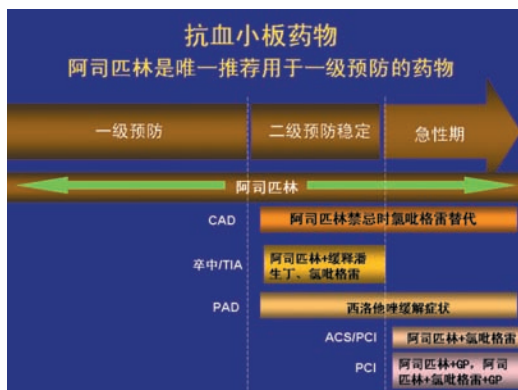 抗血小板药物
阿司匹林是唯一推荐用于一级预防的药物
一级预防
二级预防稳定
急性期
阿司匹林
CAD
阿司匹林禁忌时氯吡格雷替代
卒中/TIA
阿司匹林+缓释潘
生丁、氯吡格雷
PAD
西洛他唑缓解症状
ACS/PCI
阿司匹林+氯吡格雷
PCI
阿司匹林+GP，阿司
匹林+氯吡格雷+GP